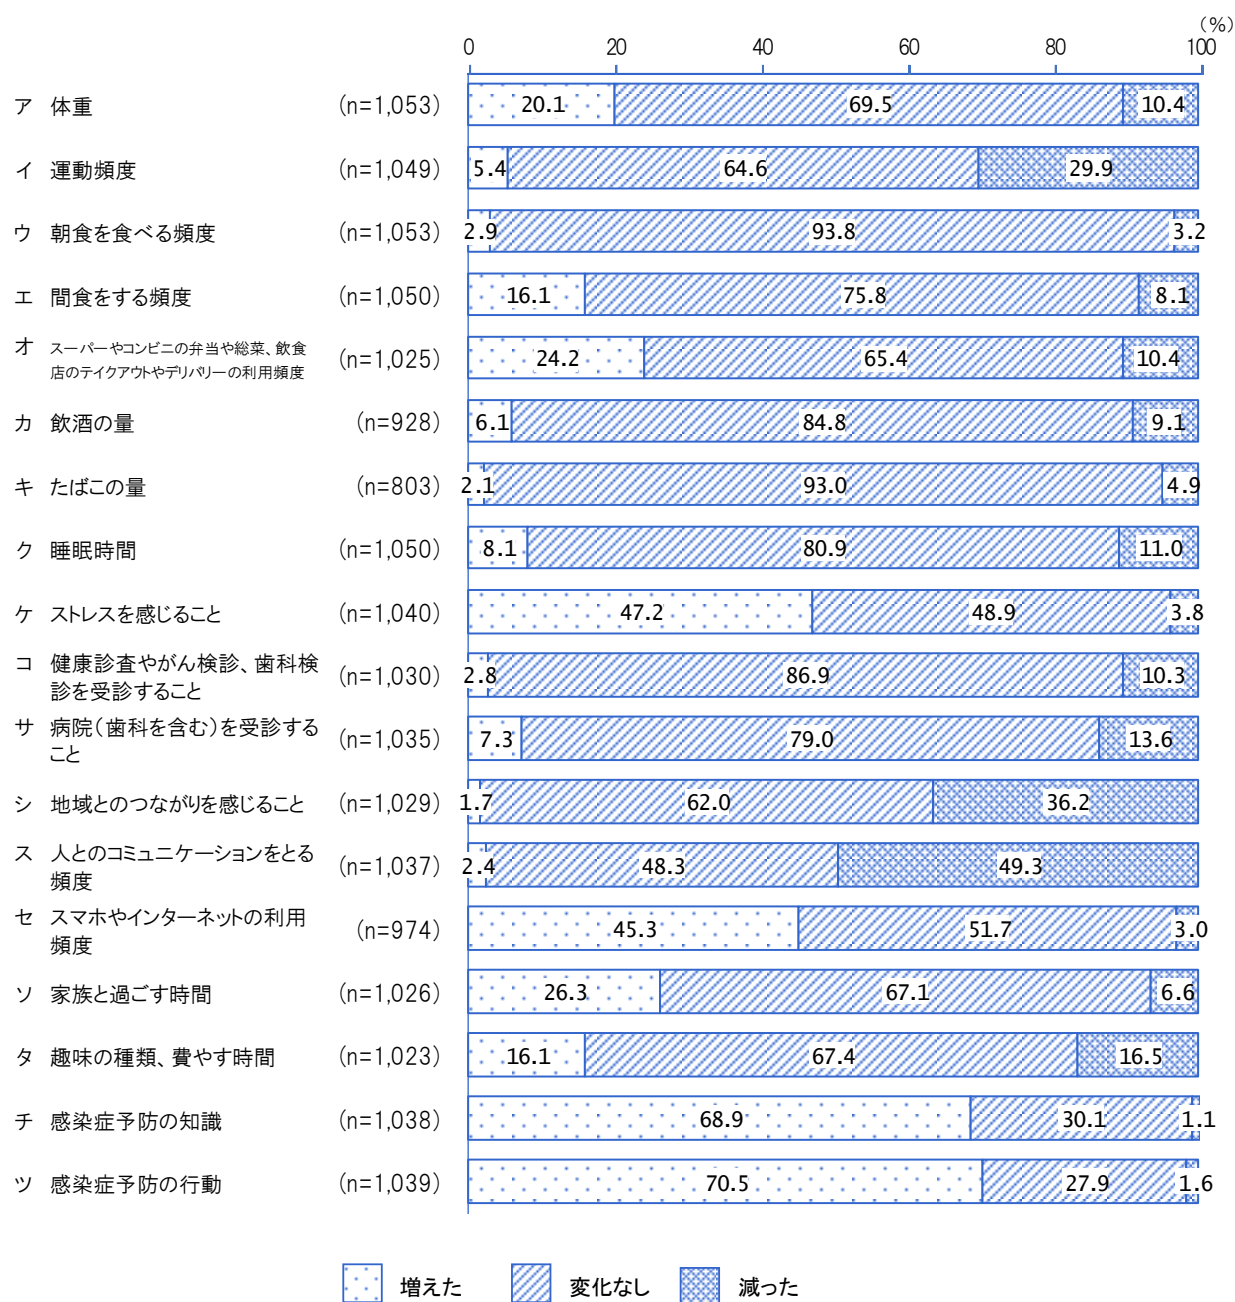 (%)
0 20 40 60 80 100
ア 体重 (n=1,053) 20.1 69.5 10.4
イ 運動頻度 (n=1,049) 5.4 64.6 29.9
ウ 朝食を食べる頻度 (n=1,053) 2.9 93.8 3.2
エ 間食をする頻度 (n=1,050) 16.1 75.8 8.1
オ スーパーやコンビニの弁当や総菜、飲食
店のテイクアウトやデリバリーの利用頻度 (n=1,025) 24.2 65.4 10.4
カ 飲酒の量 (n=928) 6.1 84.8 9.1
キ たばこの量 (n=803) 2.1 93.0 4.9
ク 睡眠時間 (n=1,050) 8.1 80.9 11.0
ケ ストレスを感じること (n=1,040) 47.2 48.9 3.8
コ 健康診査やがん検診、歯科検
診を受診すること (n=1,030) 2.8 86.9 10.3
サ 病院(歯科を含む)を受診する
こと (n=1,035) 7.3 79.0 13.6
シ 地域とのつながりを感じること (n=1,029) 1.7 62.0 36.2
ス 人とのコミュニケーションをとる
頻度 (n=1,037) 2.4 48.3 49.3
セ スマホやインターネットの利用
頻度 (n=974) 45.3 51.7 3.0
ソ 家族と過ごす時間 (n=1,026) 26.3 67.1 6.6
タ 趣味の種類、費やす時間 (n=1,023) 16.1 67.4 16.5
チ 感染症予防の知識 (n=1,038) 68.9 30.1 1.1
ツ 感染症予防の行動 (n=1,039) 70.5 27.9 1.6
増えた 変化なし 減った